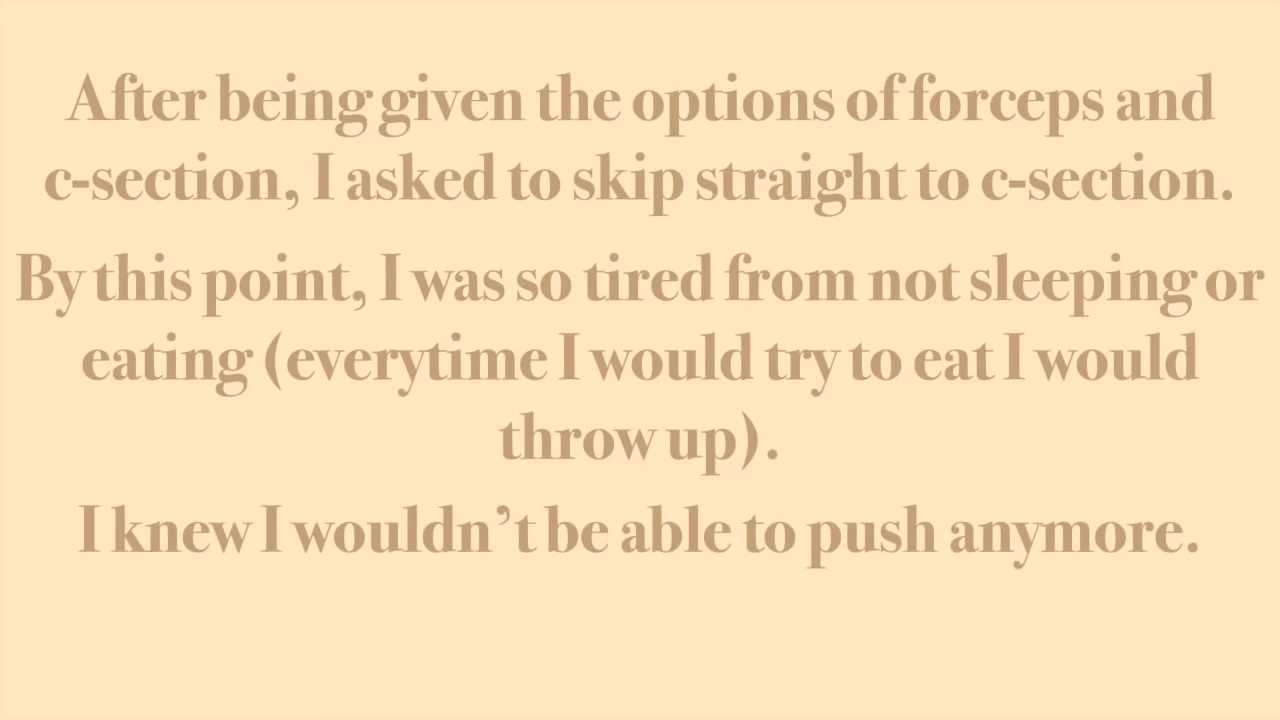 After being given the options of forceps and
c-section, I asked to skip straight to c-section.
By this point, I was so tired from not sleeping or
eating (everytime I would try to eat I would
throw up).
I knew I wouldn’t be able to push anymore.